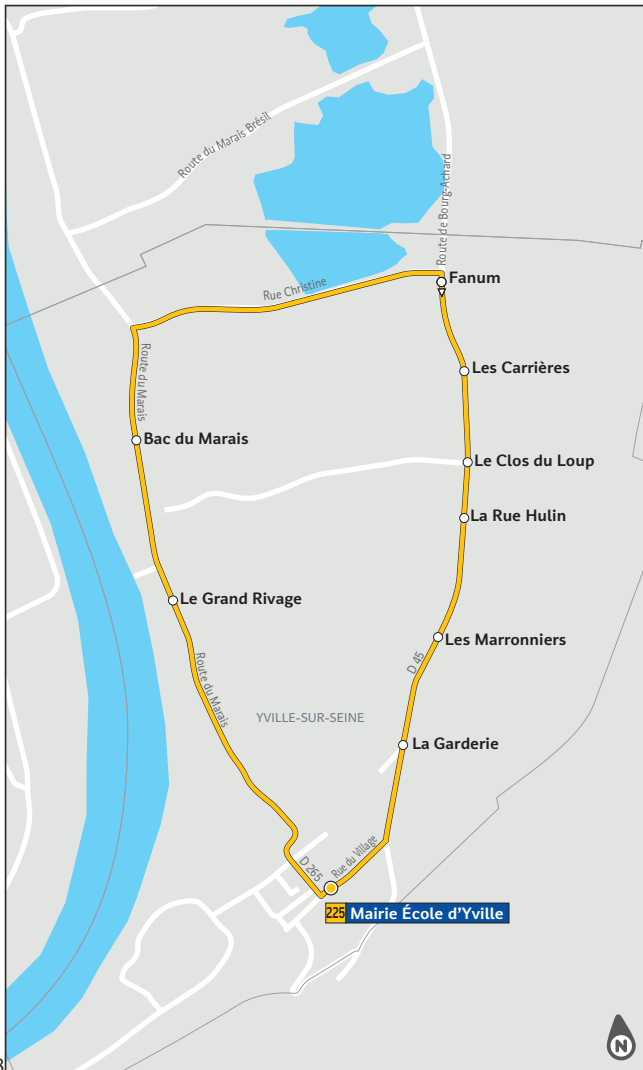 Route du Marais Brésil
Route de Bourg-Achard
Fanum
Rue Christine
Route du Marais
Les Carrières
Bac du Marais
Le Clos du Loup
La Rue Hulin
Le Grand Rivage
Les Marronniers
D 45
Route du Marais
YVILLE-SUR-SEINE
La Garderie
Rue du Village
D 265
225 Mairie École d'Yville
N